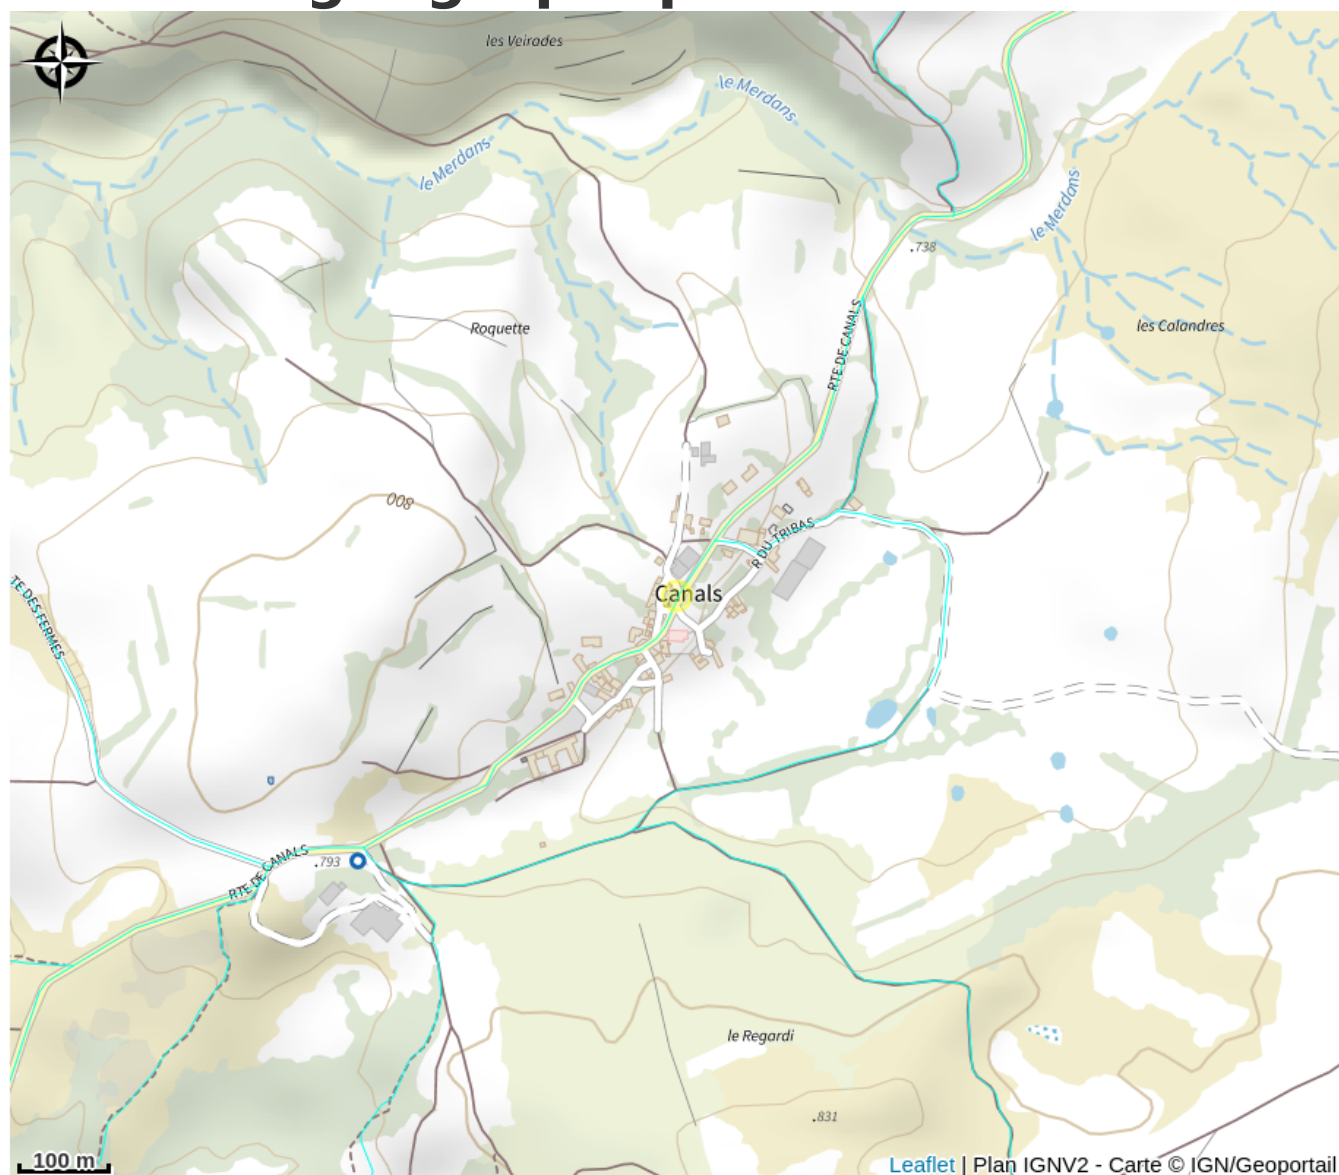 les Veirades
le Merdans
le Merdans
le Merdans
.738
RTE DE CANALS
les Calandres
Roquette
008
R DU TRIBAS
Canals
TE DES FERMES
RTE DE CANALS
.793
le Regardi
.831
100 m
Leaflet | Plan IGNV2 - Carte © IGN/Geoportail